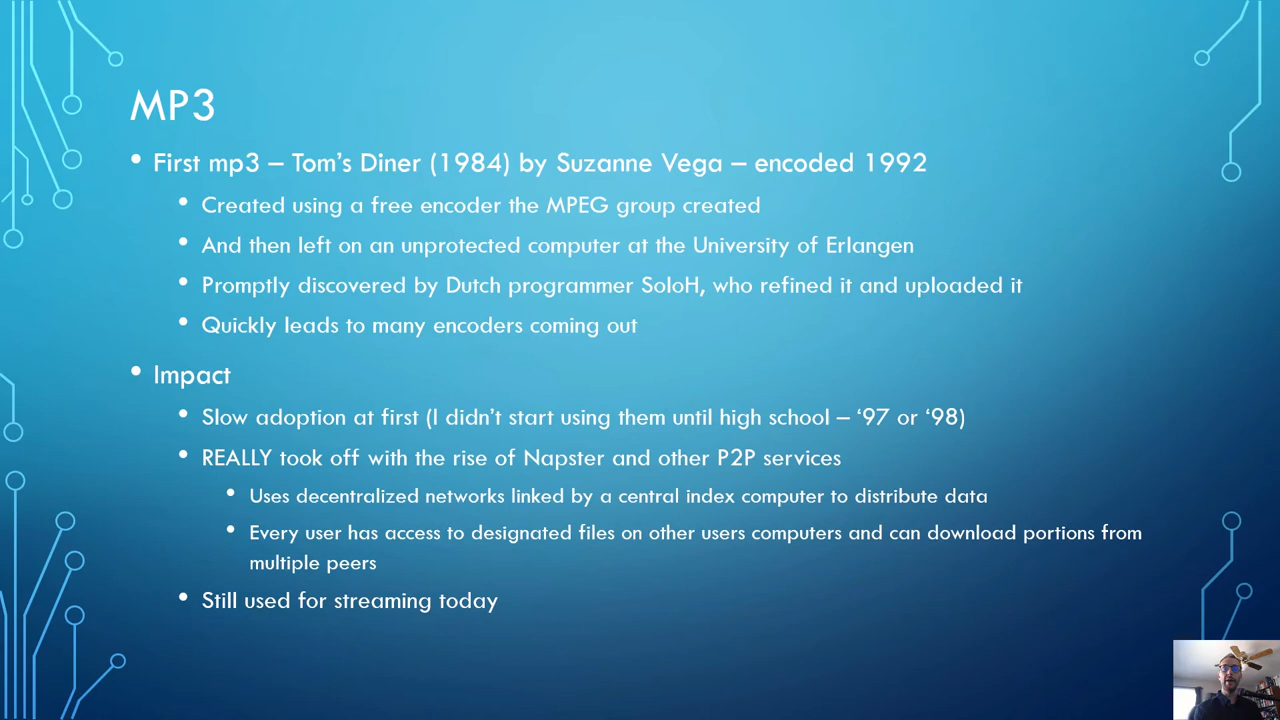 MP3
• First mp3 – Tom's Diner (1984) by Suzanne Vega – encoded 1992
• Created using a free encoder the MPEG group created
• And then left on an unprotected computer at the University of Erlangen
• Promptly discovered by Dutch programmer SoloH, who refined it and uploaded it
• Quickly leads to many encoders coming out
• Impact
• Slow adoption at first (I didn't start using them until high school – ‘97 or ‘98)
• REALLY took off with the rise of Napster and other P2P services
• Uses decentralized networks linked by a central index computer to distribute data
• Every user has access to designated files on other users computers and can download portions from
multiple peers
• Still used for streaming today